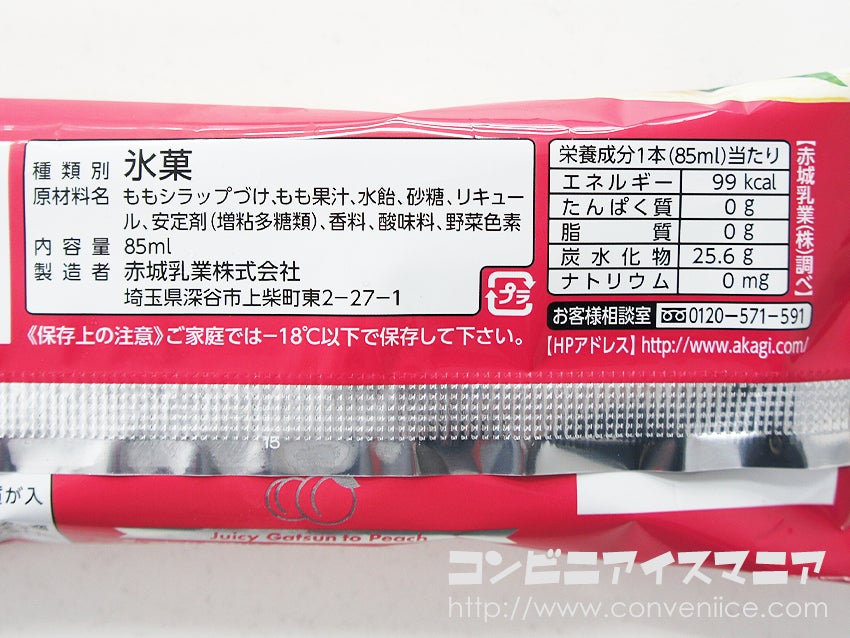 種類別 氷菓
原材料名 ももシラップづけ、もも果汁、水飴、砂糖、リキュー
ル、安定剤(増粘多糖類)、香料、酸味料、野菜色素
内容量 85ml
製造者 赤城乳業株式会社
埼玉県深谷市上柴町東2-27-1
プラ
《保存上の注意》ご家庭では-18℃以下で保存して下さい。
栄養成分1本(85ml)当たり
エネルギー 99 kcal
たんぱく質 0 g
脂質 0 g
炭水化物 25.6 g
ナトリウム 0 mg
【赤城乳業(株)調べ】
お客様相談室 0120-571-591
【HPアドレス】http://www.akagi.com/
15
が入
Juicy Gatsun to Peach
コンビニアイスマニア
http://www.conveniice.com/